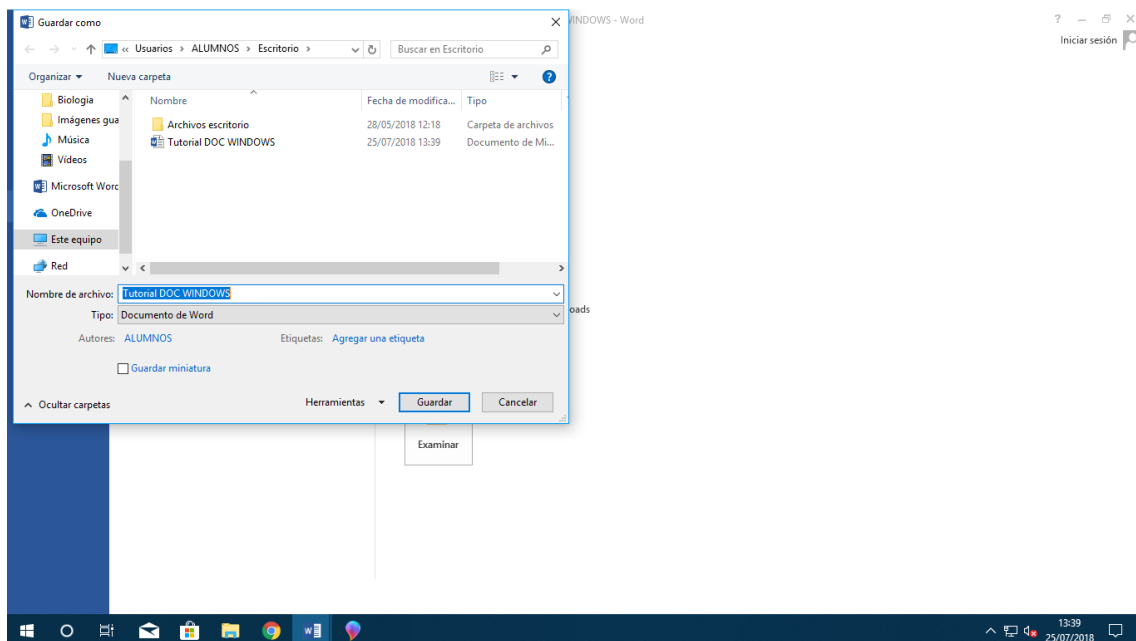 Guardar como
WINDOWS - Word
Iniciar sesión
« Usuarios > ALUMNOS > Escritorio >
Buscar en Escritorio
Organizar
Nueva carpeta
Biologia
Imágenes gua
Música
Vídeos
Microsoft Word
OneDrive
Este equipo
Red
Nombre
Fecha de modifica...
Tipo
Archivos escritorio
28/05/2018 12:18
Carpeta de archivos
Tutorial DOC WINDOWS
25/07/2018 13:39
Documento de Mi...
Nombre de archivo: Tutorial DOC WINDOWS
Tipo: Documento de Word
Autores: ALUMNOS
Etiquetas: Agregar una etiqueta
Guardar miniatura
Ocultar carpetas
Herramientas
Guardar
Cancelar
oads
Examinar
13:39
25/07/2018